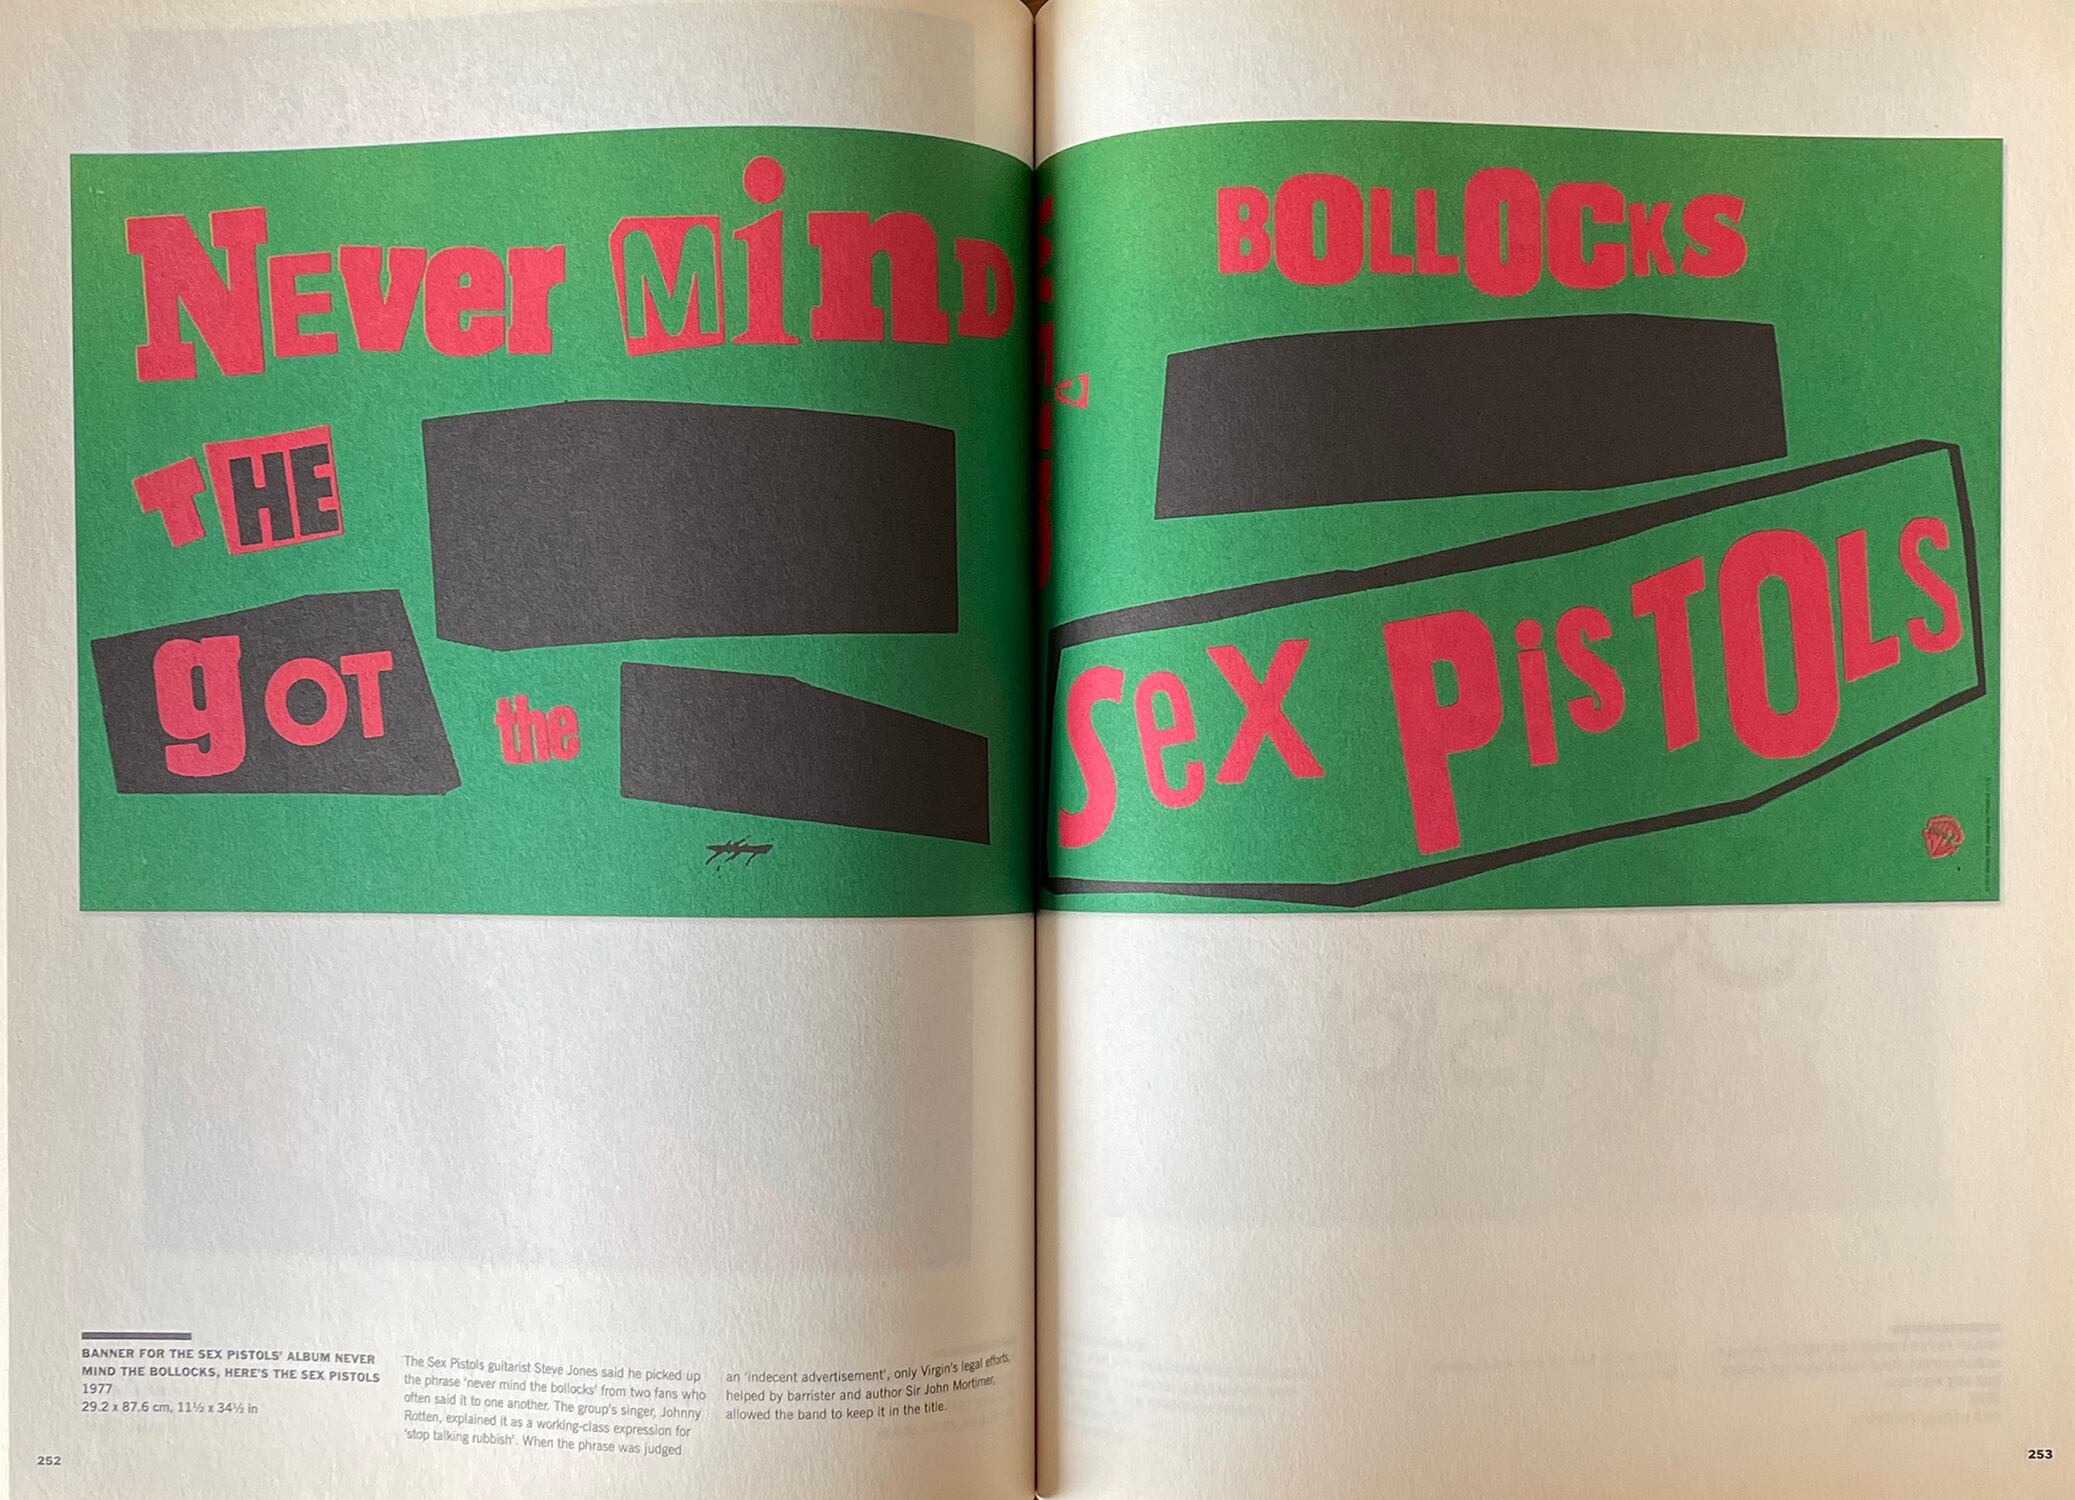 Never Mind
BOLLOCKS
THE
got the
Sex PisTOLS
BANNER FOR THE SEX PISTOLS' ALBUM NEVER
MIND THE BOLLOCKS, HERE'S THE SEX PISTOLS
1977
29.2 x 87.6 cm, 11½ x 34½ in
The Sex Pistols guitarist Steve Jones said he picked up
the phrase 'never mind the bollocks' from two fans who
often said it to one another. The group's singer, Johnny
Rotten, explained it as a working-class expression for
'stop talking rubbish'. When the phrase was judged
an 'indecent advertisement', only Virgin's legal efforts,
helped by barrister and author Sir John Mortimer,
allowed the band to keep it in the title.
252
253